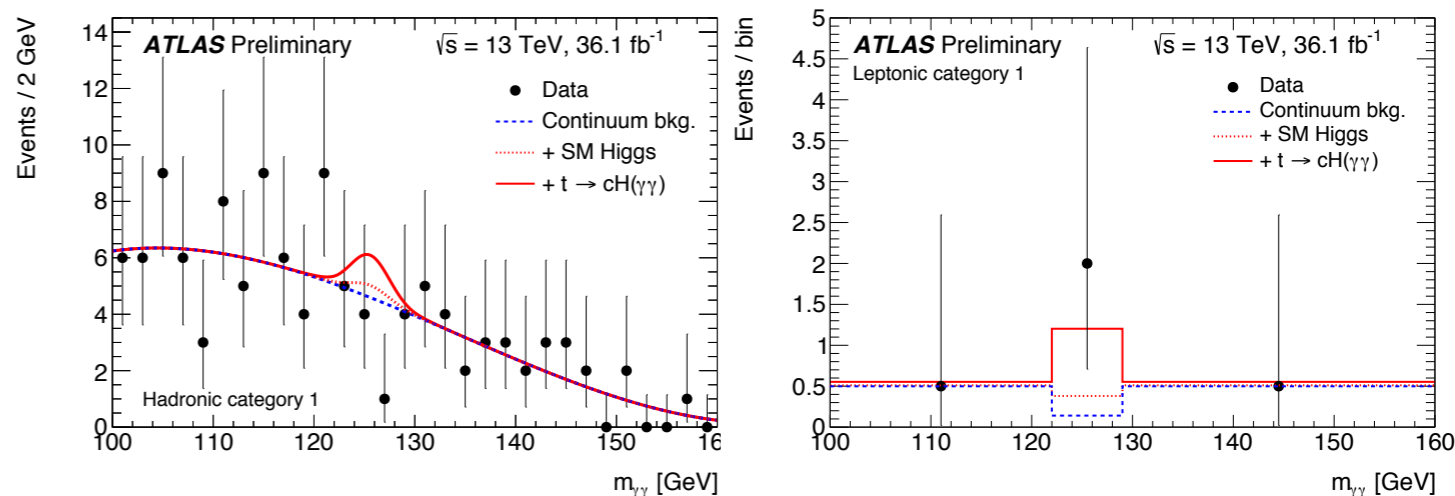 Events / 2 GeV
14
12
10
8
6
4
2
0
ATLAS Preliminary
√s = 13 TeV, 36.1 fb⁻¹
Data
Continuum bkg.
+ SM Higgs
+ t → cH(γγ)
Hadronic category 1
100 110 120 130 140 150 160
m_γγ [GeV]
Events / bin
5
4.5
4
3.5
3
2.5
2
1.5
1
0.5
0
ATLAS Preliminary
√s = 13 TeV, 36.1 fb⁻¹
Leptonic category 1
Data
Continuum bkg.
+ SM Higgs
+ t → cH(γγ)
100 110 120 130 140 150 160
m_γγ [GeV]